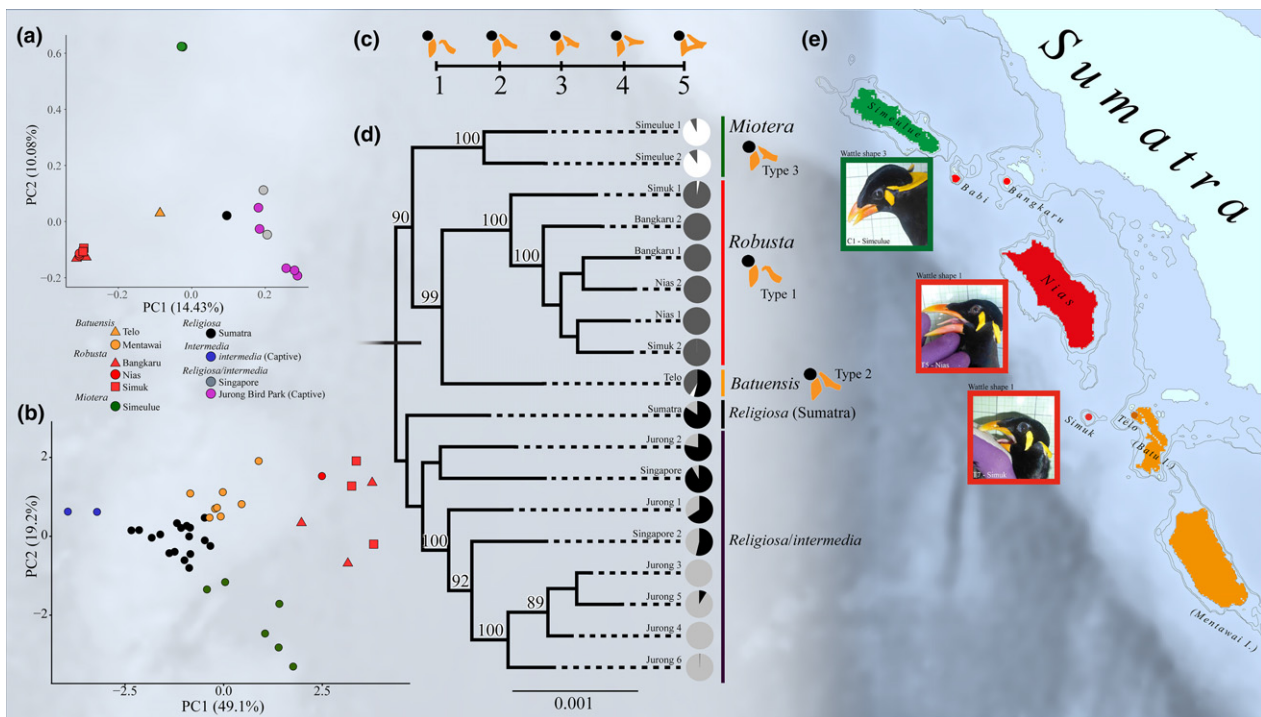 (a)
0.6
0.4
0.2
0.0
−0.2
PC2 (10.08%)
−0.2
0.0
0.2
PC1 (14.43%)
Batuensis
Telo
Mentawai
Robusta
Bangkaru
Nias
Simuk
Miotera
Simeulue
Religiosa
Sumatra
Intermedia
intermedia (Captive)
Religiosa/intermedia
Singapore
Jurong Bird Park (Captive)
(b)
2
0
−2
PC2 (19.2%)
−2.5
0.0
2.5
PC1 (49.1%)
(c)
1
2
3
4
5
(d)
Simeulue 1
Simeulue 2
Simuk 1
Bangkaru 2
Bangkaru 1
Nias 2
Nias 1
Simuk 2
Telo
Sumatra
Jurong 2
Singapore
Jurong 1
Singapore 2
Jurong 3
Jurong 5
Jurong 4
Jurong 6
100
90
100
100
99
100
92
89
100
0.001
Miotera
Type 3
Robusta
Type 1
Batuensis
Type 2
Religiosa (Sumatra)
Religiosa/intermedia
(e)
Sumatra
Simeulue
Wattle shape 3
C1 - Simeulue
Babi
Bangkaru
Nias
Wattle shape 1
Wattle shape 1
Simuk
Telo
(Batu I.)
(Mentawai I.)